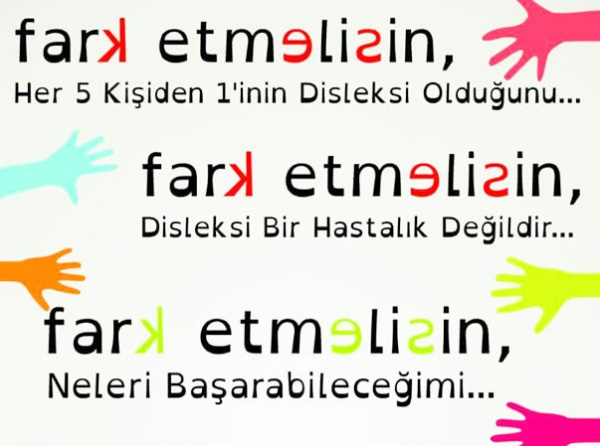 fark etmelisin,
Her 5 Kişiden 1'inin Disleksi Olduğunu...
fark etmelisin,
Disleksi Bir Hastalık Değildir...
fark etmelisin,
Neleri Başarabileceğimi...